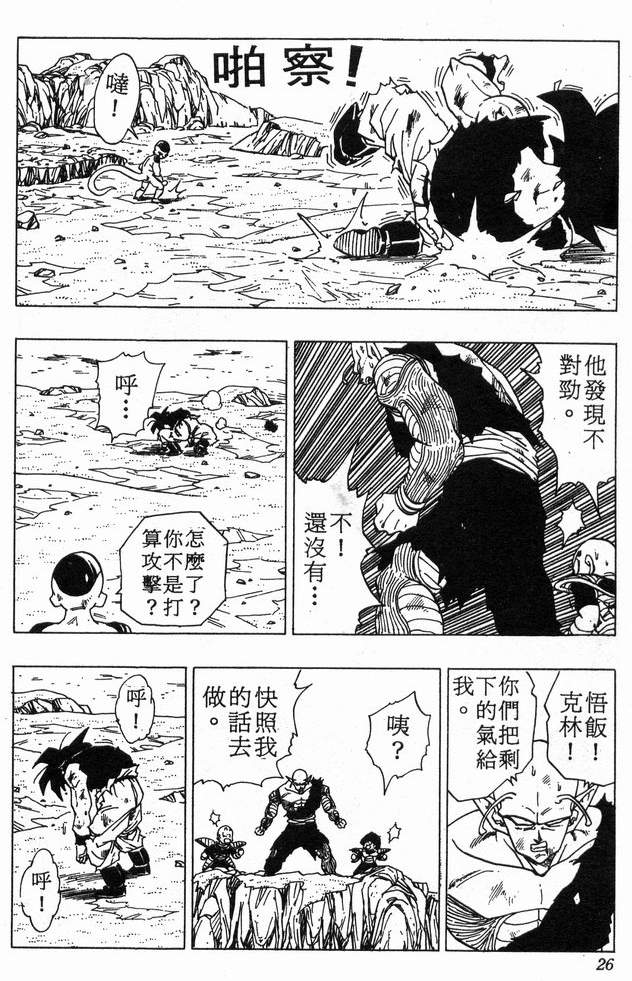 啪察！
噠！
他發現不
對勁。
不！
還沒有…
呼…
怎麼了？
你不是打
算攻擊？
悟飯！
克林！
你們把剩
下的氣給
我。
咦？
快照我
的話去
做。
呼！
呼！
26